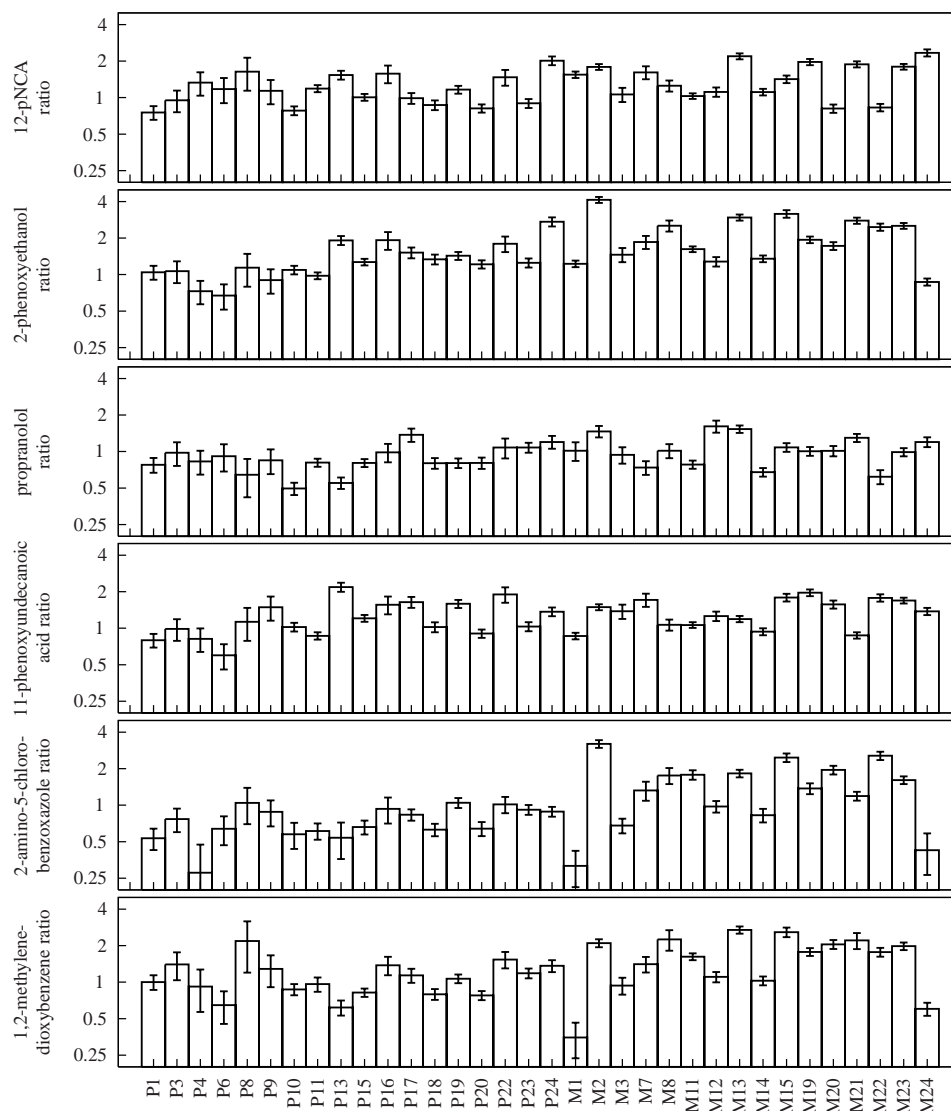 12-pNCA
ratio
4
2
1
0.5
0.25
2-phenoxyethanol
ratio
4
2
1
0.5
0.25
propranolol
ratio
4
2
1
0.5
0.25
11-phenoxyundecanoic
acid ratio
4
2
1
0.5
0.25
2-amino-5-chloro-
benzoxazole ratio
4
2
1
0.5
0.25
1,2-methylene-
dioxybenzene ratio
4
2
1
0.5
0.25
P1 P3 P4 P6 P8 P9 P10 P11 P13 P15 P16 P17 P18 P19 P20 P22 P23 P24 M1 M2 M3 M7 M8 M11 M12 M13 M14 M15 M19 M20 M21 M22 M23 M24